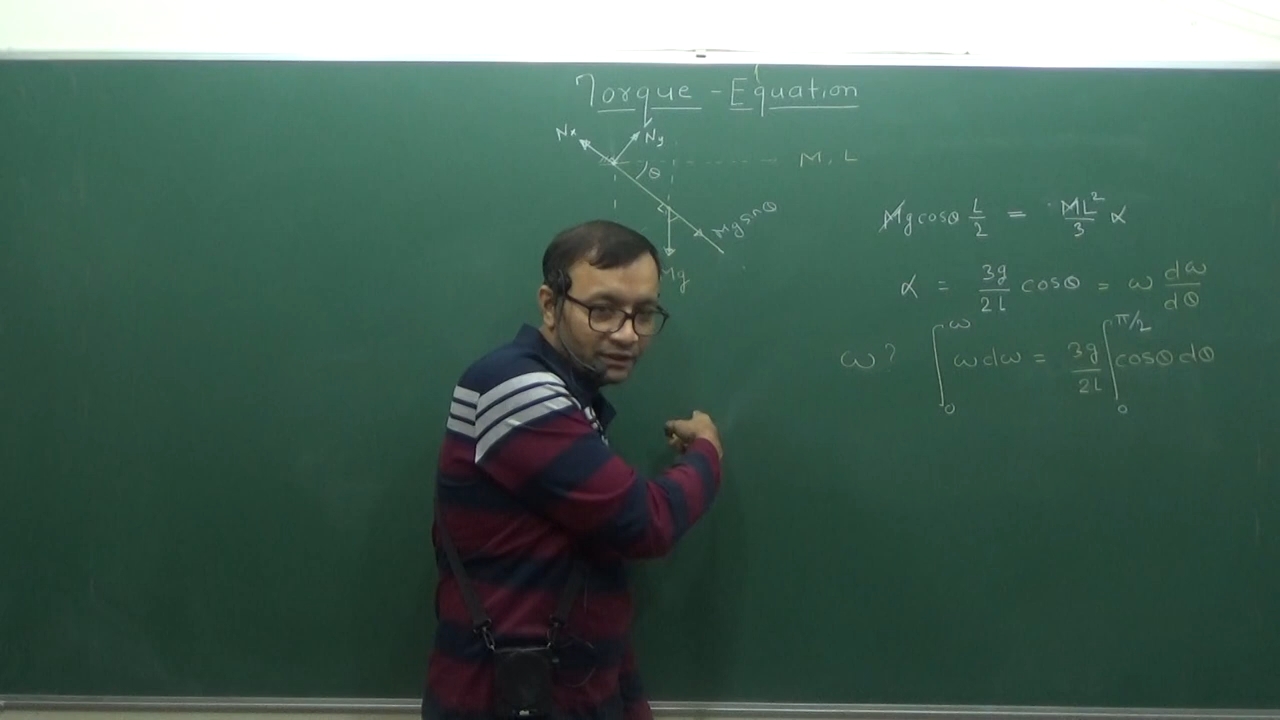 Torque - Equation
Nx
Ny
θ
M, L
Mg sin θ
Mg
Mg cosθ L/2 = ML²/3 α
α = 3g/2l cosθ = ω dω/dθ
ω? ∫₀^ω ω dω = 3g/2l ∫₀^π/2 cosθ dθ